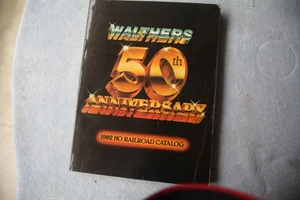 WALTHERS
50th
ANNIVERSARY
1982 HO RAILROAD CATALOG